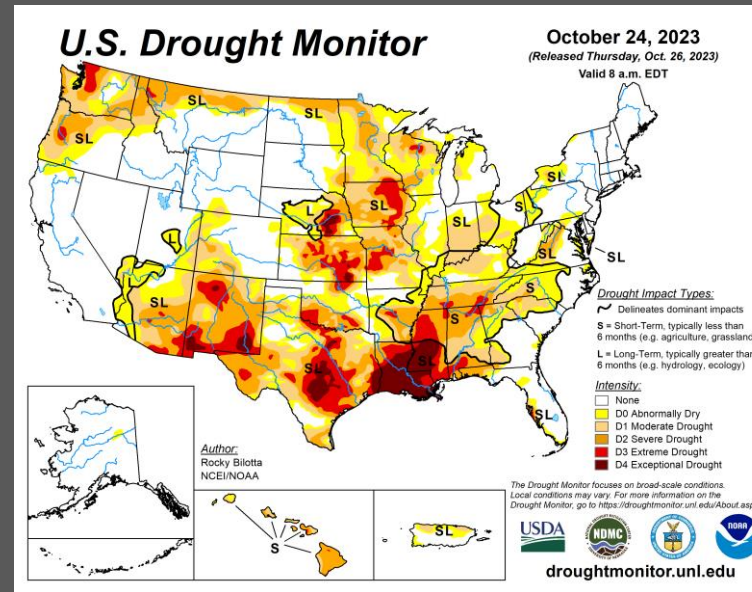 U.S. Drought Monitor
October 24, 2023
(Released Thursday, Oct. 26, 2023)
Valid 8 a.m. EDT
SL
SL
SL
SL
SL
SL
L
S
SL
SL
SL
L
SL
S
S
SL
SL
SL
Drought Impact Types:
Delineates dominant impacts
S = Short-Term, typically less than
6 months (e.g. agriculture, grassland
L = Long-Term, typically greater than
6 months (e.g. hydrology, ecology)
Intensity:
None
D0 Abnormally Dry
D1 Moderate Drought
D2 Severe Drought
D3 Extreme Drought
D4 Exceptional Drought
Author:
Rocky Bilotta
NCEI/NOAA
S
SL
The Drought Monitor focuses on broad-scale conditions.
Local conditions may vary. For more information on the
Drought Monitor, go to https://droughtmonitor.unl.edu/About.asp
USDA
NDMC
NOAA
droughtmonitor.unl.edu